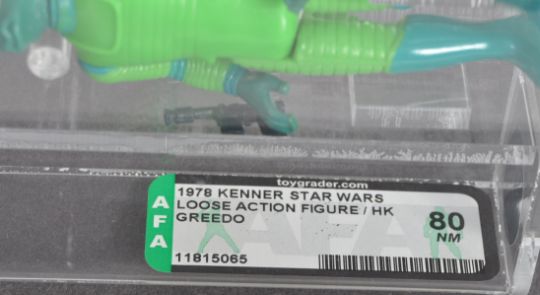 toygrader.com
AFA
1978 KENNER STAR WARS
LOOSE ACTION FIGURE / HK
GREEDO
80
NM
11815065